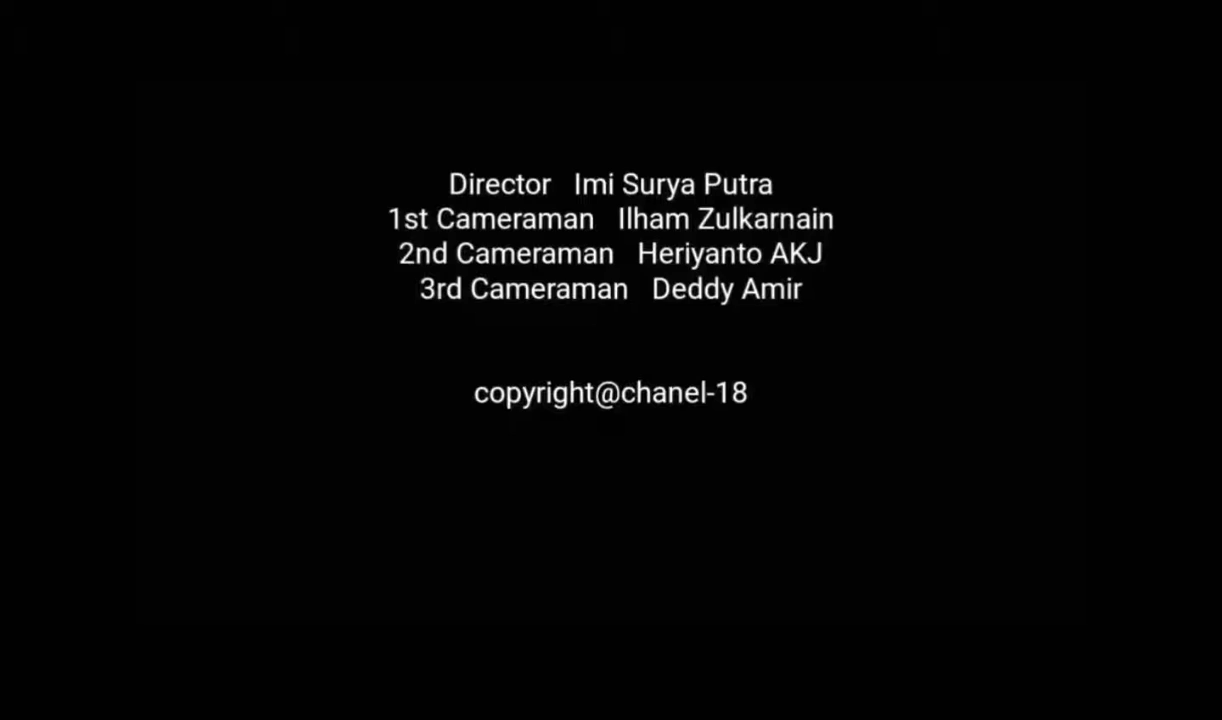 Director Imi Surya Putra
1st Cameraman Ilham Zulkarnain
2nd Cameraman Heriyanto AKJ
3rd Cameraman Deddy Amir
copyright@chanel-18